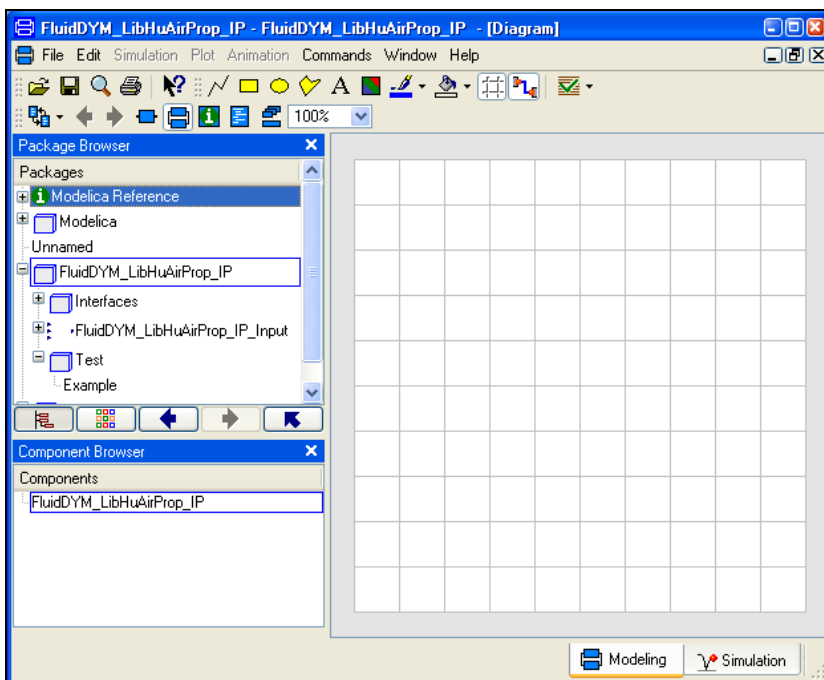 FluidDYM_LibHuAirProp_IP - FluidDYM_LibHuAirProp_IP - [Diagram]
File Edit Simulation Plot Animation Commands Window Help
A
100%
Package Browser
Packages
Modelica Reference
Modelica
Unnamed
FluidDYM_LibHuAirProp_IP
Interfaces
FluidDYM_LibHuAirProp_IP_Input
Test
Example
Component Browser
Components
FluidDYM_LibHuAirProp_IP
Modeling Simulation